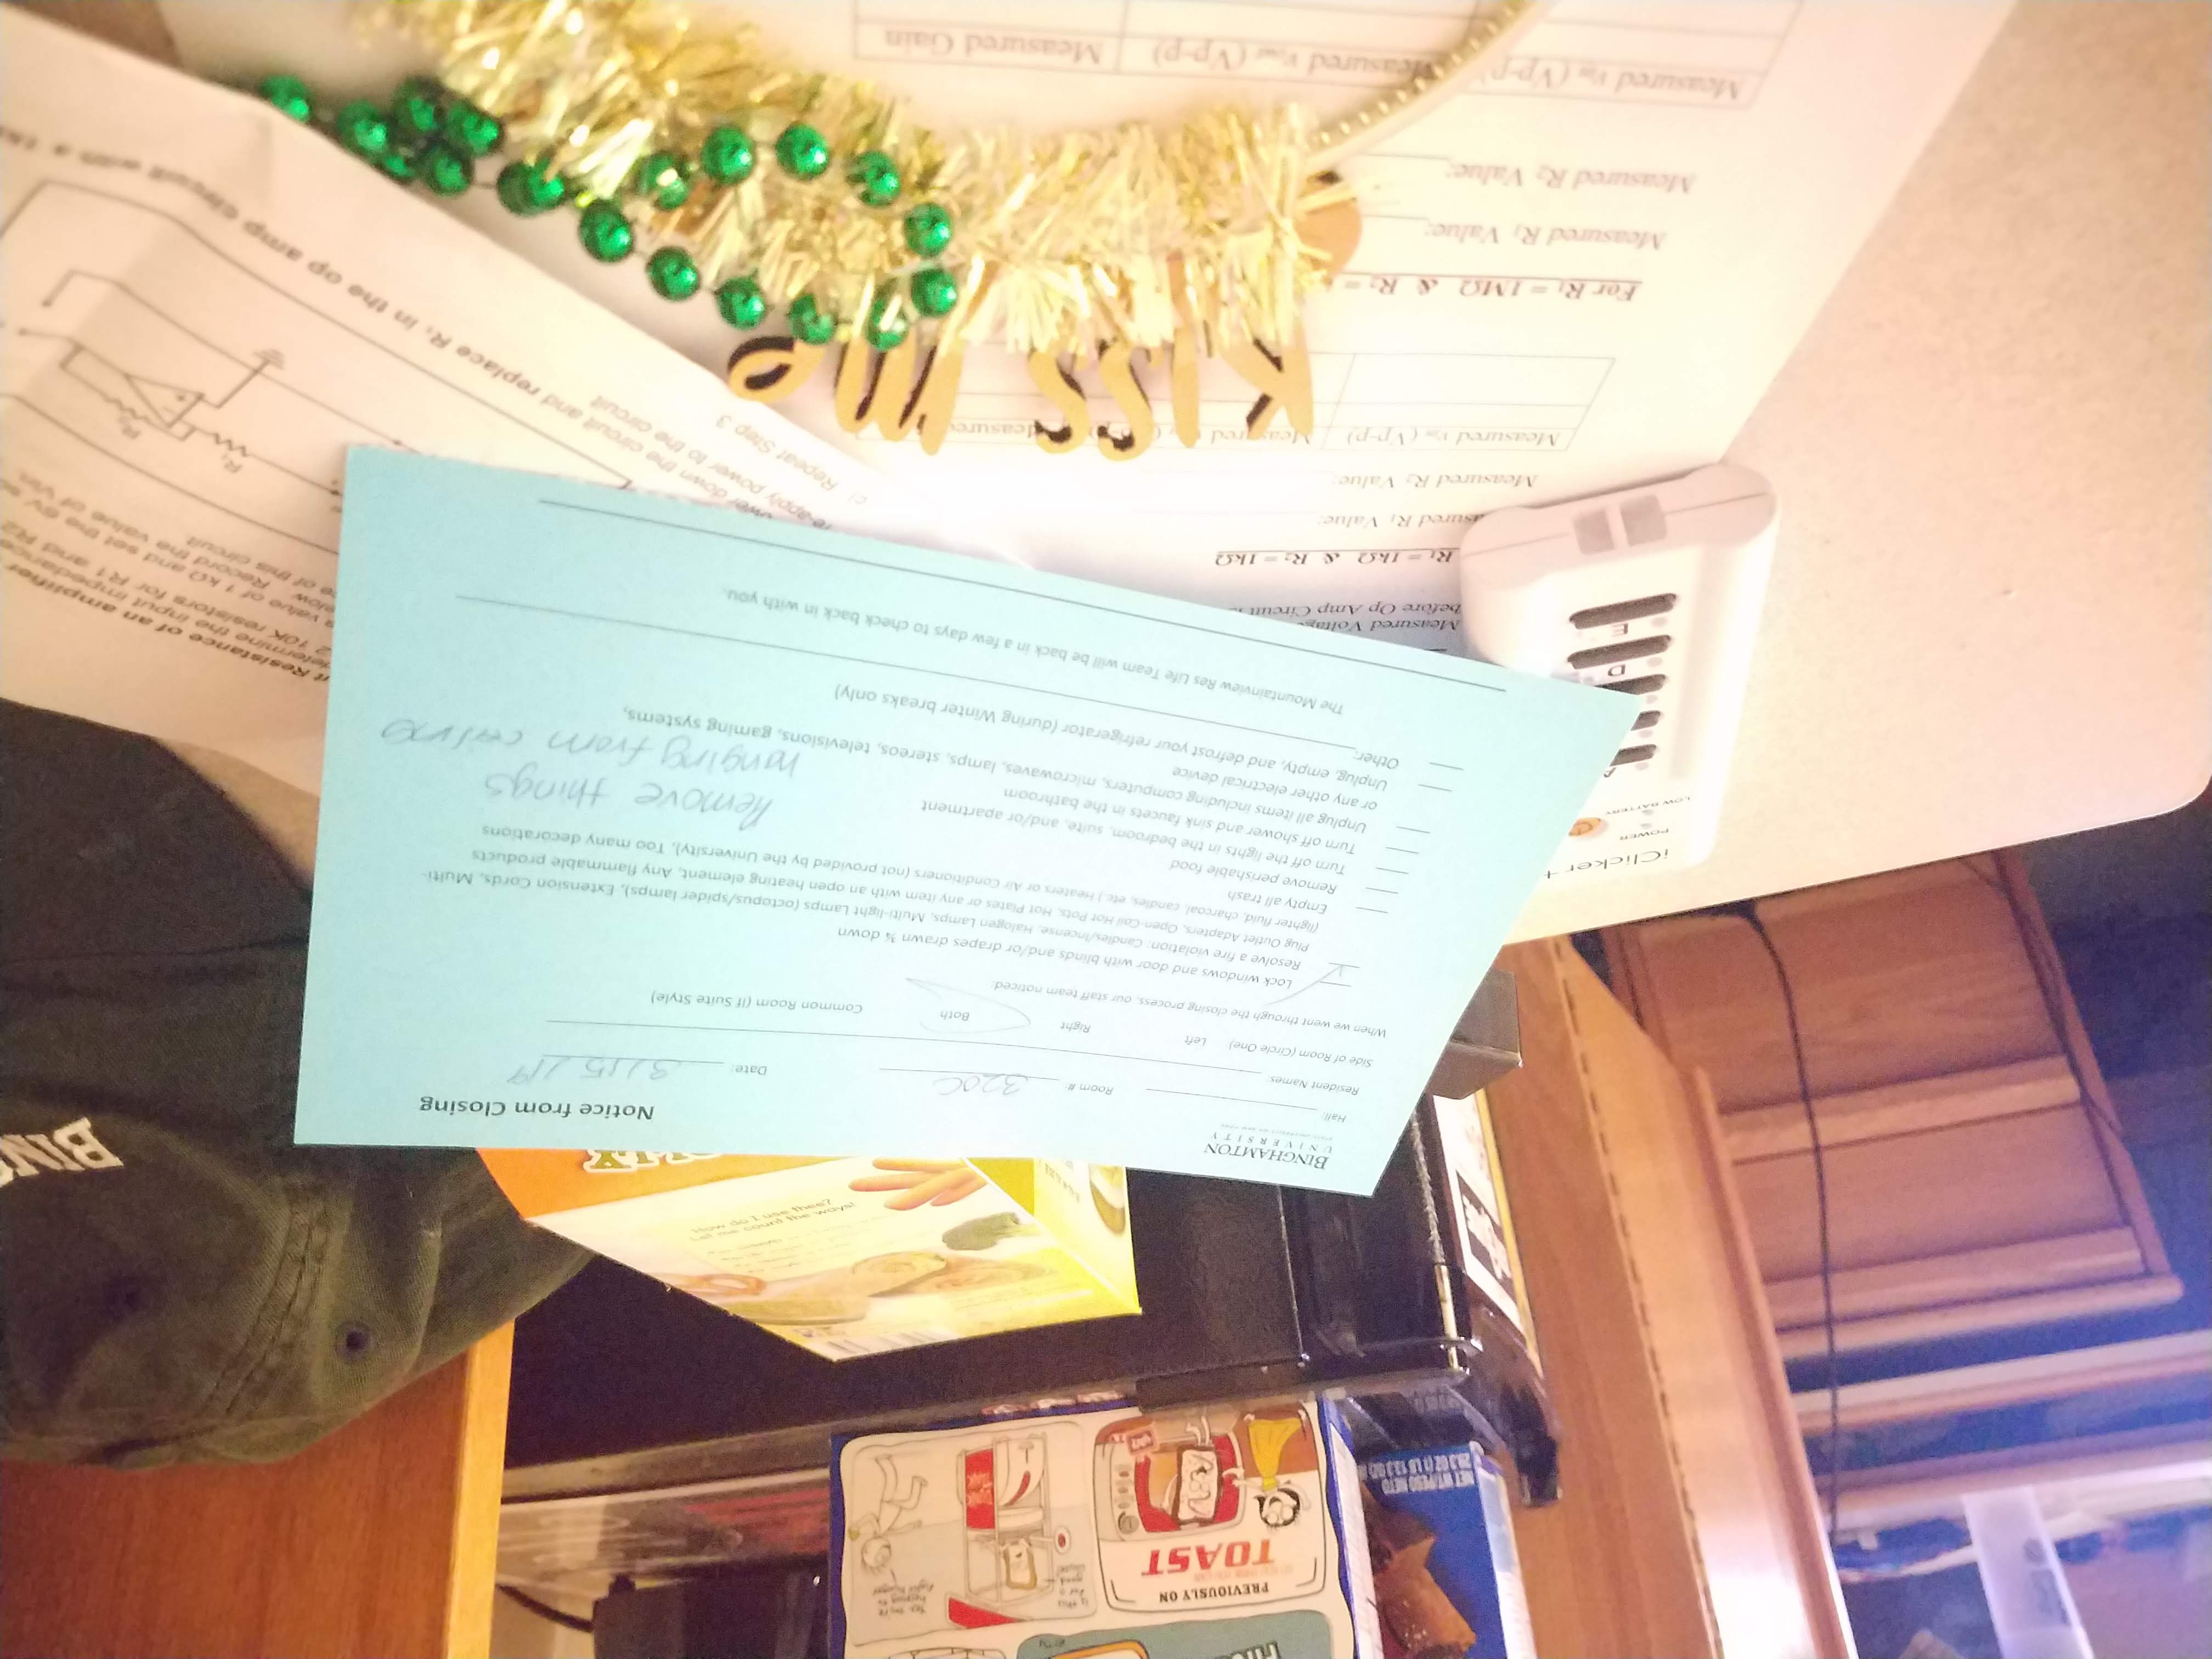 PREVIOUSLY ON
TOAST
NET WT/PESO NETO
How do I use thee?
Let me count the ways!
BINGHAMTON
UNIVERSITY
STATE UNIVERSITY OF NEW YORK
Notice from Closing
Hall:
Room #: 320C
Date: 3/15/19
Resident Names:
Side of Room (Circle One): Left Right Both Common Room (If Suite Style)
When we went through the closing process, our staff team noticed:
Lock windows and door with blinds and/or drapes drawn ¾ down
Resolve a fire violation: Candles/Incense, Halogen Lamps, Multi-light Lamps (octopus/spider lamps), Extension Cords, Multi-
Plug Outlet Adapters, Open-Coil Hot Pots, Hot Plates or any item with an open heating element, Any flammable products
(lighter fluid, charcoal, candles, etc.) Heaters or Air Conditioners (not provided by the University), Too many decorations
Empty all trash
Remove perishable food
Turn off the lights in the bedroom, suite, and/or apartment
Turn off shower and sink faucets in the bathroom
Unplug all items including computers, microwaves, lamps, stereos, televisions, gaming systems,
or any other electrical device
Unplug, empty, and defrost your refrigerator (during Winter breaks only)
Other:
Remove things
hanging from ceiling
The Mountainview Res Life Team will be back in a few days to check back in with you.
iClicker+
POWER
LOW BATTERY
A
D
E
Measured
before Op Amp Circuit
R1 = 1kΩ & R2 = 1kΩ
R1 Value:
Measured R2 Value:
Measured vin (Vp-p)
For R1 = 1MΩ & R2 =
Measured R1 Value:
Measured R2 Value:
Measured vin (Vp-p) Measured vout (Vp-p) Measured Gain
KISS me
Resistance of an amplifier
determine the input impedance
2 10K resistors for R1 and R2
value of 1 kΩ and set the 6V
Record the value of Vin
of this circuit
down the circuit and replace R1 in the op amp circuit with a
re-apply power to the circuit
c) Repeat Step 3
R1